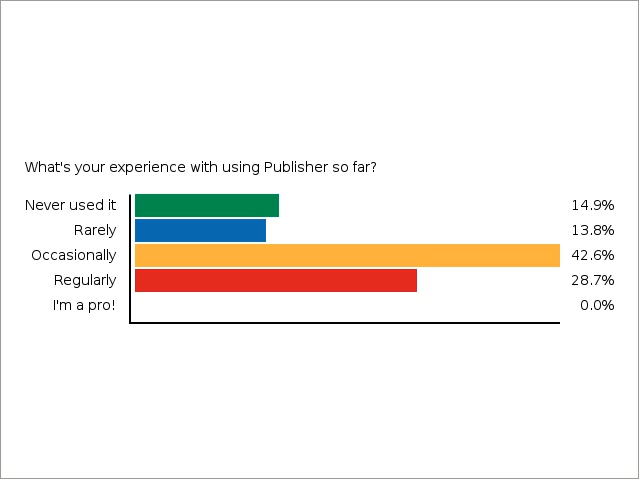 What's your experience with using Publisher so far?
Never used it 14.9%
Rarely 13.8%
Occasionally 42.6%
Regularly 28.7%
I'm a pro! 0.0%